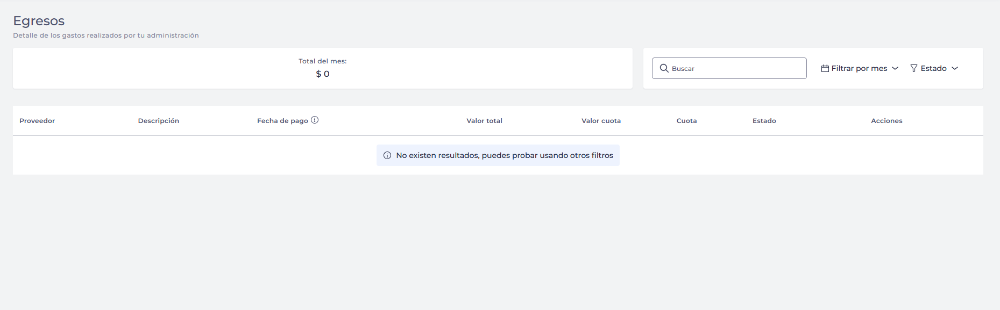 Egresos
Detalle de los gastos realizados por tu administración
Total del mes:
$ 0
Buscar
Filtrar por mes
Estado
Proveedor
Descripción
Fecha de pago
Valor total
Valor cuota
Cuota
Estado
Acciones
No existen resultados, puedes probar usando otros filtros